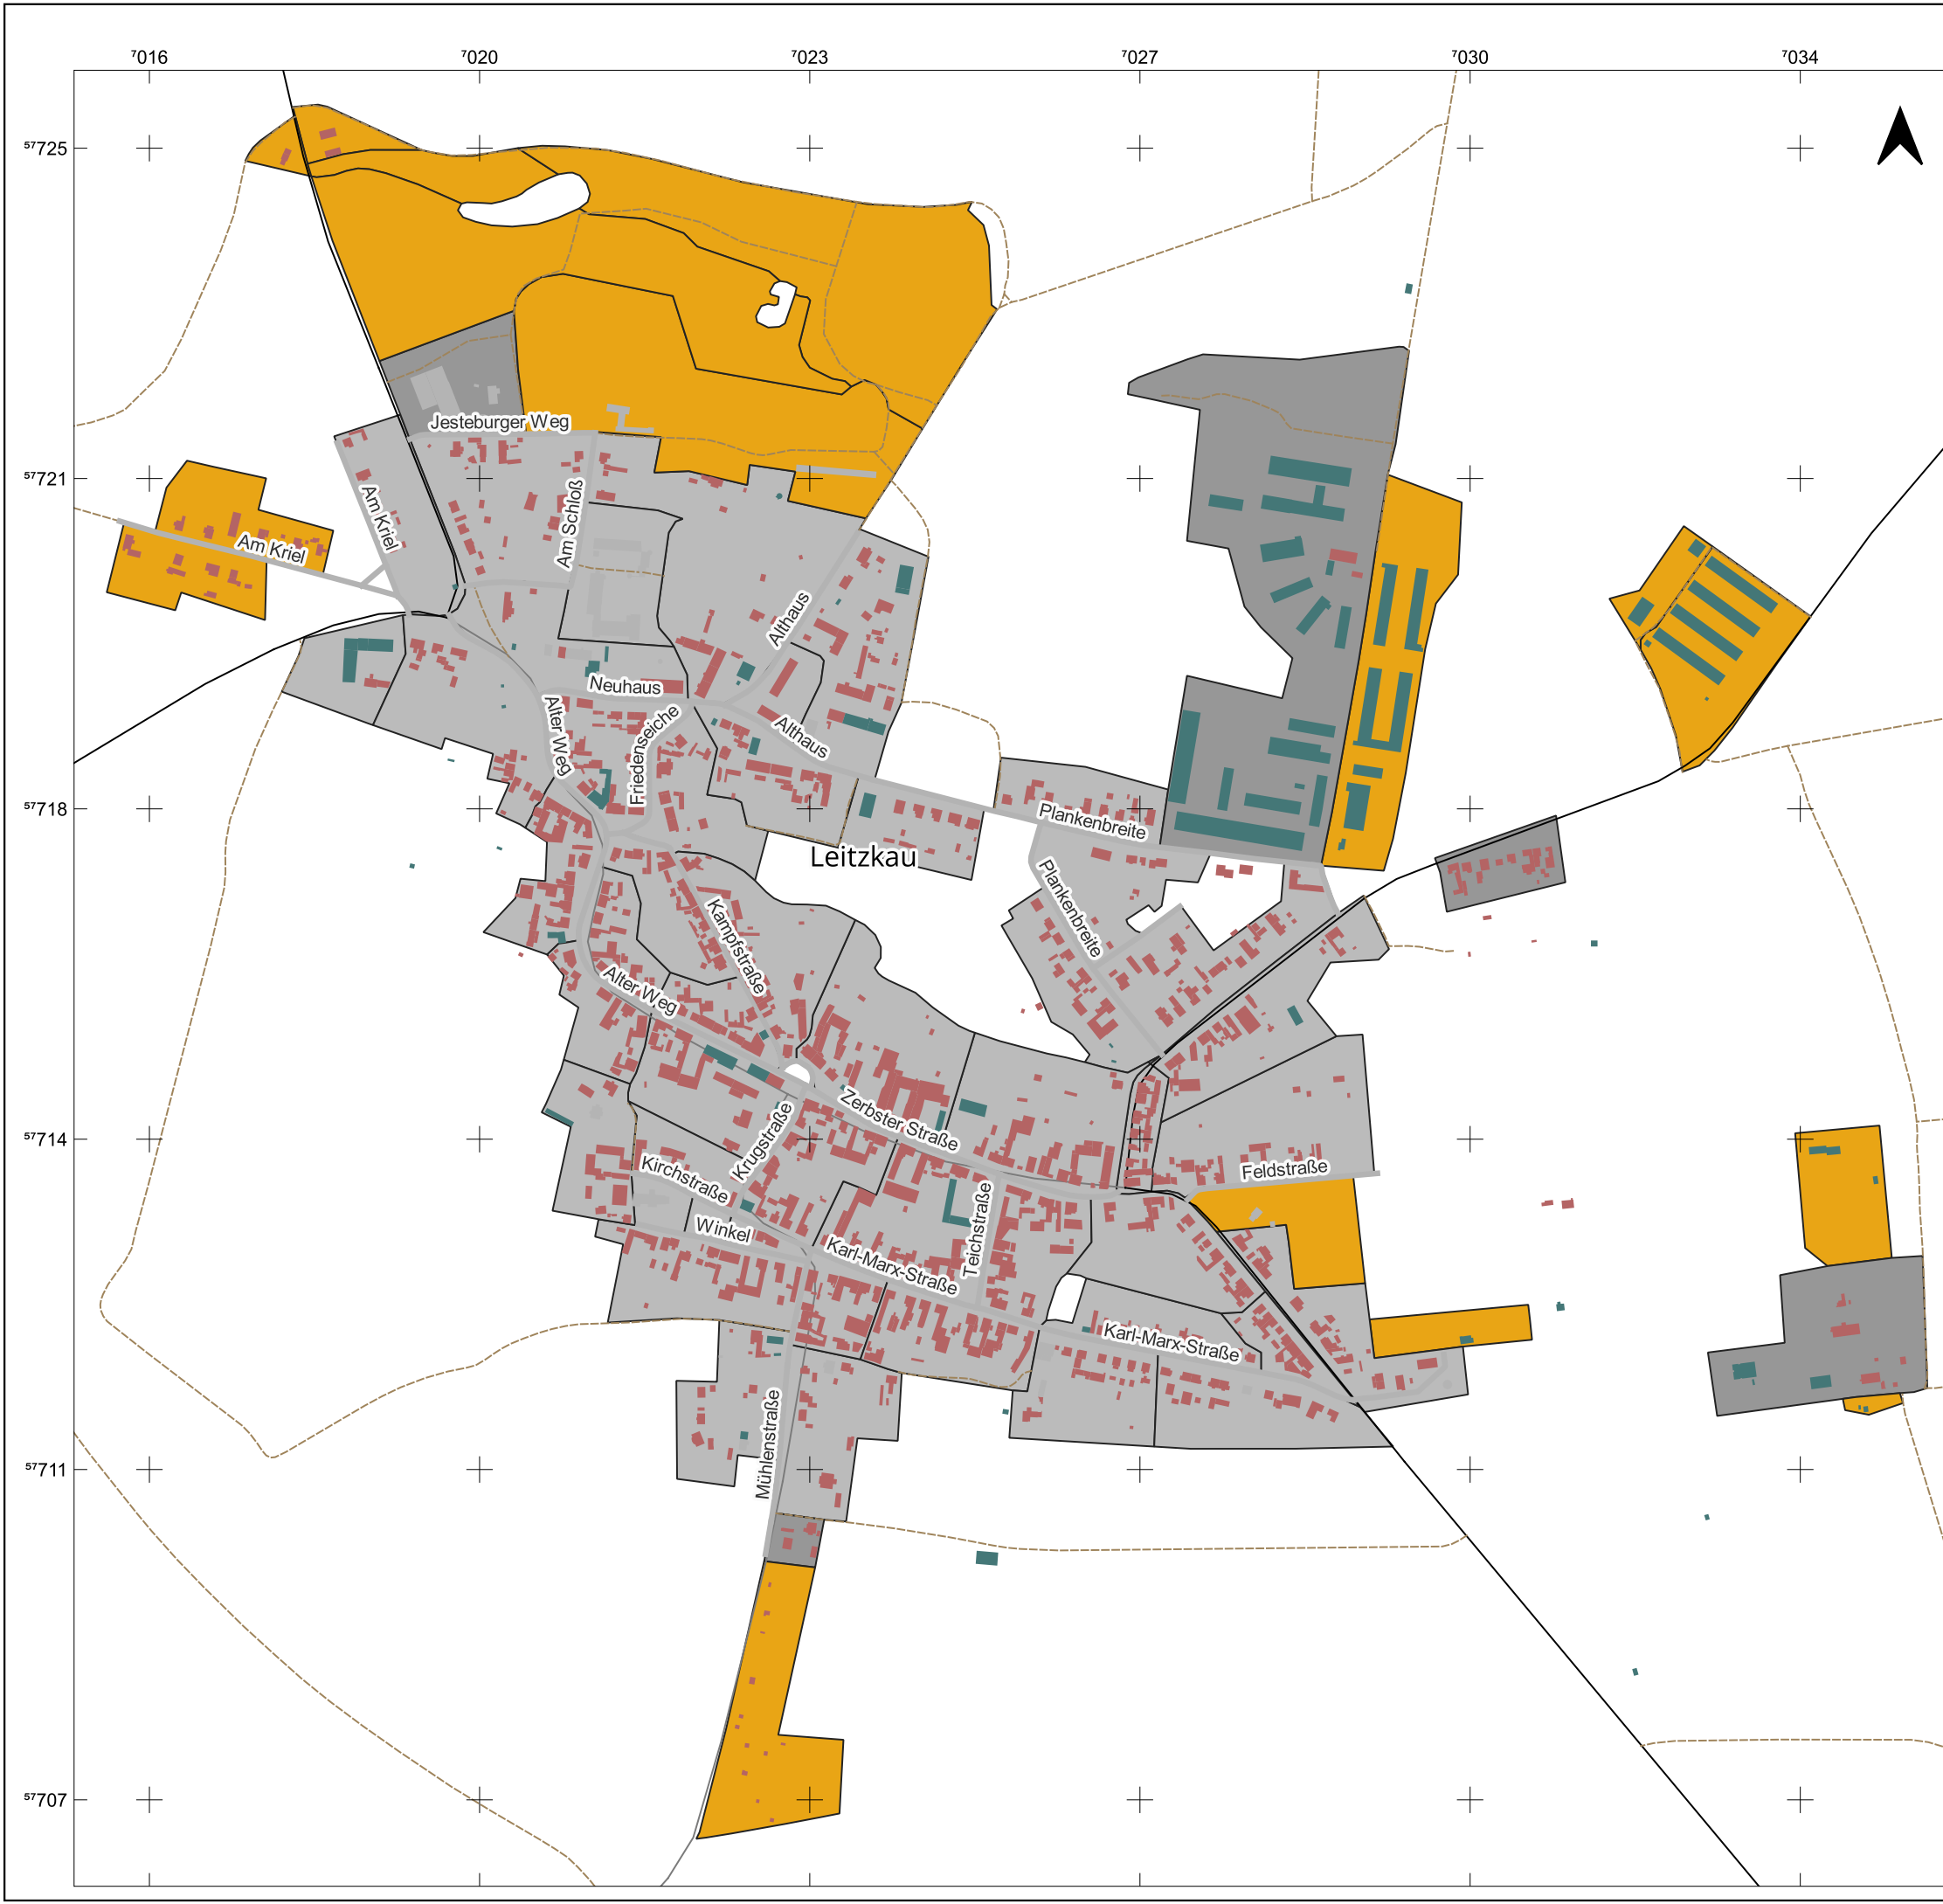 7016 7020 7023 7027 7030 7034
57725
57721
57718
57714
57711
57707
Jesteburger Weg
Am Kriel
Am Kriel
Am Schloß
Althaus
Neuhaus
Alter Weg
Friedenseiche
Althaus
Plankenbreite
Leitzkau
Plankenbreite
Kampfstraße
Alter Weg
Zerbster Straße
Krugstraße
Kirchstraße
Feldstraße
Winkel
Teichstraße
Karl-Marx-Straße
Karl-Marx-Straße
Mühlenstraße